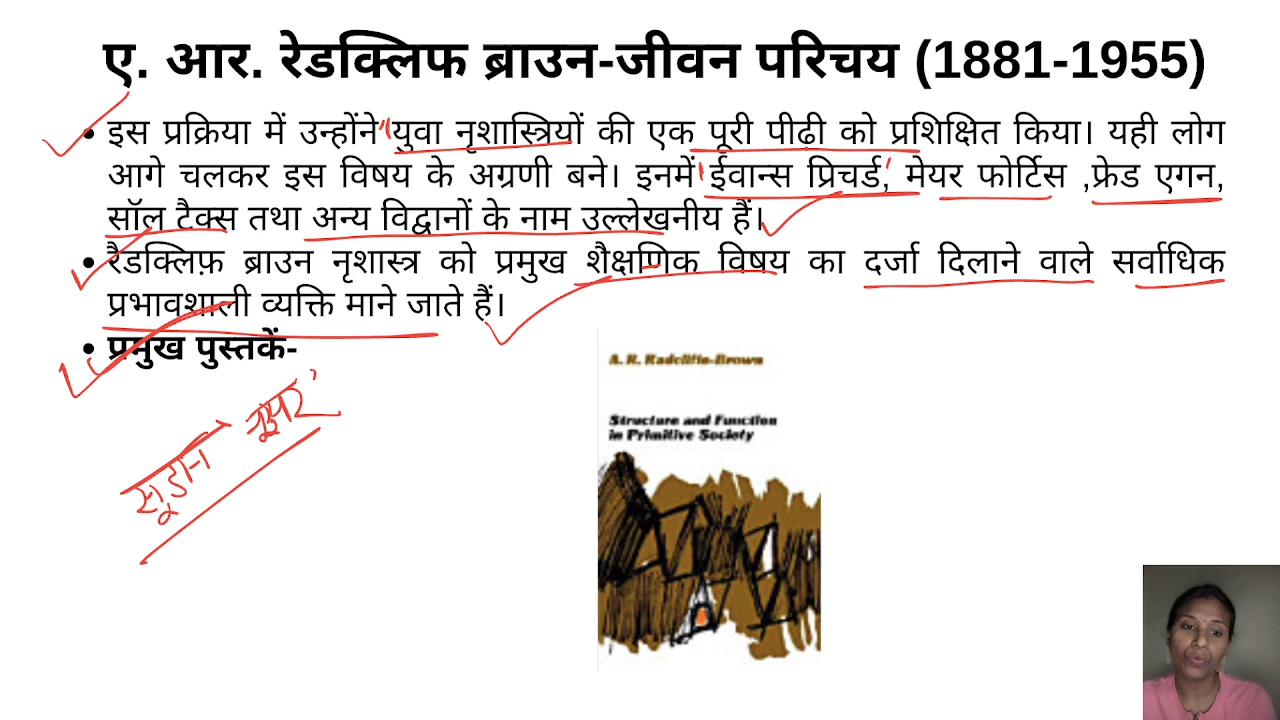 ए. आर. रेडक्लिफ ब्राउन-जीवन परिचय (1881-1955)
• इस प्रक्रिया में उन्होंने युवा नृशास्त्रियों की एक पूरी पीढ़ी को प्रशिक्षित किया। यही लोग
आगे चलकर इस विषय के अग्रणी बने। इनमें ईवान्स प्रिचर्ड, मेयर फोर्टिस ,फ्रेड एगन,
सॉल टैक्स तथा अन्य विद्वानों के नाम उल्लेखनीय हैं।
• रैडक्लिफ़ ब्राउन नृशास्त्र को प्रमुख शैक्षणिक विषय का दर्जा दिलाने वाले सर्वाधिक
प्रभावशाली व्यक्ति माने जाते हैं।
• प्रमुख पुस्तकें-
A. R. Radcliffe-Brown
Structure and Function
in Primitive Society
सूडान